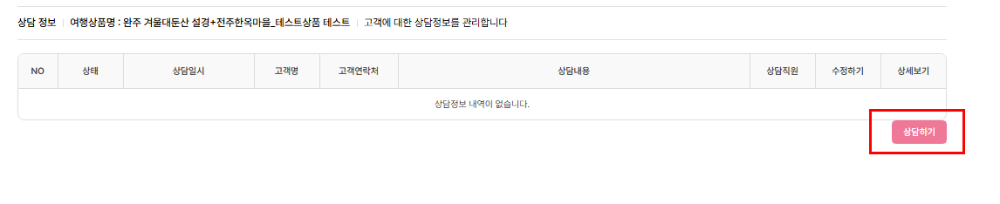 상담 정보 | 여행상품명 : 완주 겨울대둔산 설경+전주한옥마을_테스트상품 테스트 | 고객에 대한 상담정보를 관리합니다
NO 상태 상담일시 고객명 고객연락처 상담내용 상담직원 수정하기 상세보기
상담정보 내역이 없습니다.
상담하기